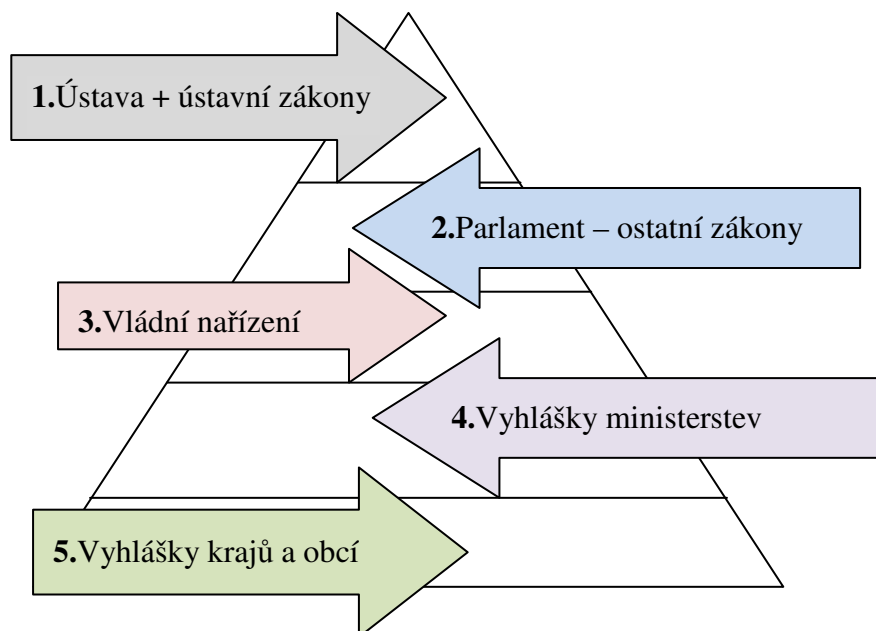 1.Ústava + ústavní zákony
2.Parlament – ostatní zákony
3.Vládní nařízení
4.Vyhlášky ministerstev
5.Vyhlášky krajů a obcí